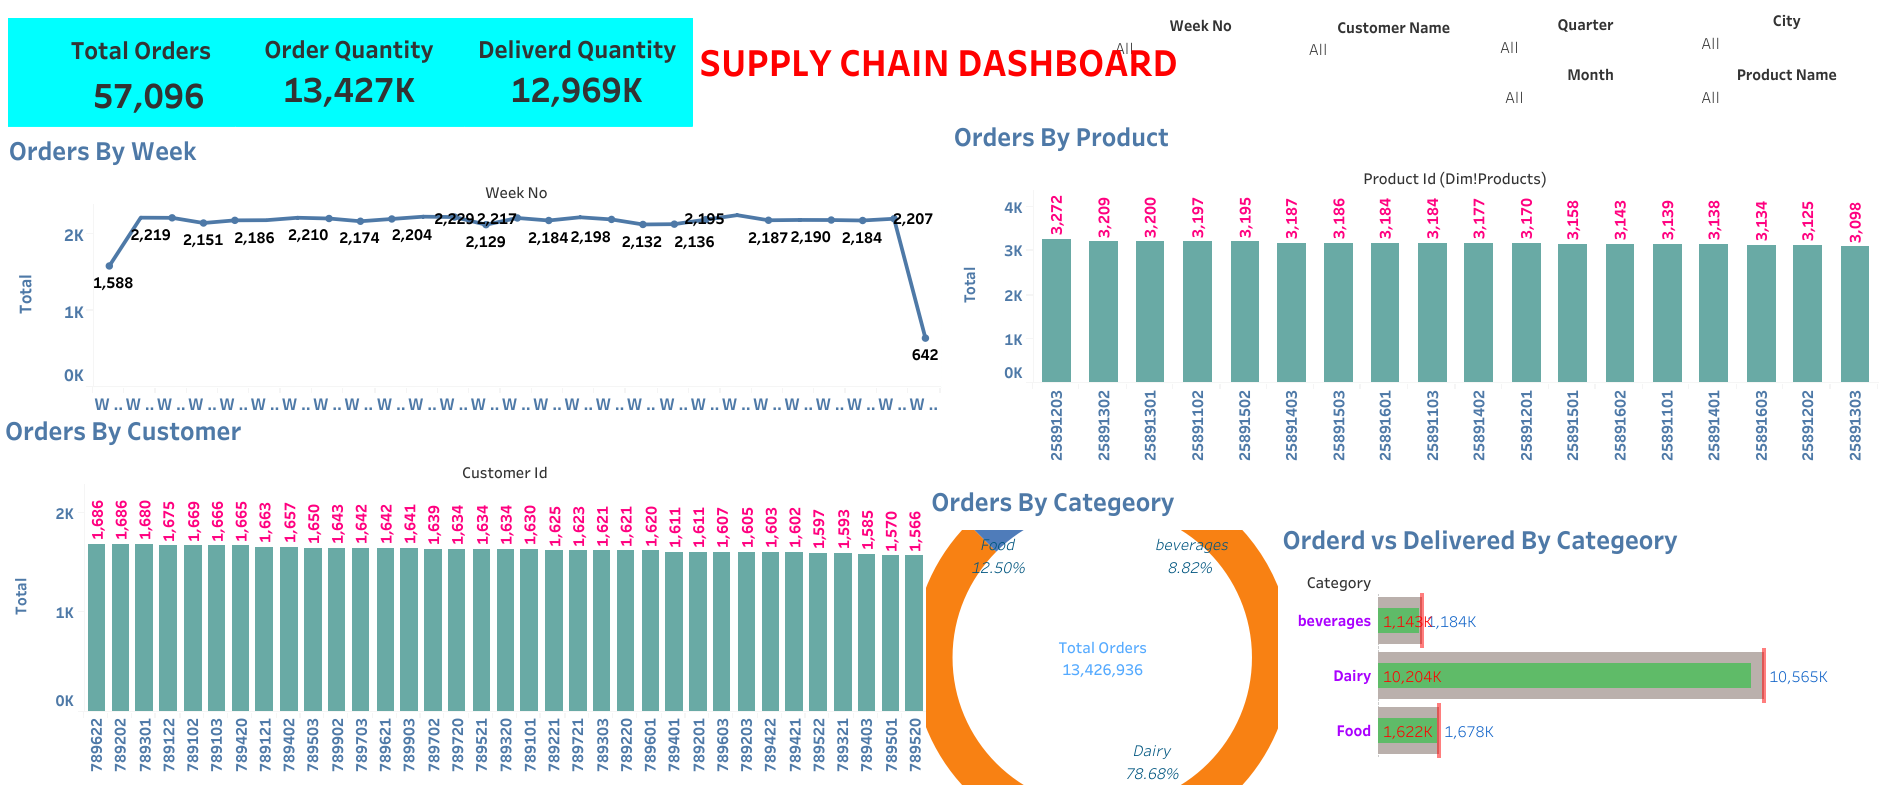 Total Orders
57,096
Order Quantity
13,427K
Deliverd Quantity
12,969K
SUPPLY CHAIN DASHBOARD
Week No
All
Customer Name
All
Quarter
All
City
All
Month
All
Product Name
All
Orders By Week
Week No
Total
2K
1K
0K
1,588
2,219
2,151
2,186
2,210
2,174
2,204
2,229
2,217
2,129
2,184
2,198
2,132
2,195
2,136
2,187
2,190
2,184
2,207
642
W .. W .. W .. W .. W .. W .. W .. W .. W .. W .. W .. W .. W .. W .. W .. W .. W .. W .. W .. W .. W .. W .. W .. W .. W .. W .. W ..
Orders By Product
Product Id (Dim!Products)
Total
4K
3K
2K
1K
0K
3,272 3,209 3,200 3,197 3,195 3,187 3,186 3,184 3,184 3,177 3,170 3,158 3,143 3,139 3,138 3,134 3,125 3,098
25891203 25891302 25891301 25891102 25891502 25891403 25891503 25891601 25891103 25891402 25891201 25891501 25891602 25891101 25891401 25891603 25891202 25891303
Orders By Customer
Customer Id
Total
2K
1K
0K
1,686 1,686 1,680 1,675 1,669 1,666 1,665 1,663 1,657 1,650 1,643 1,642 1,642 1,641 1,639 1,634 1,634 1,634 1,630 1,625 1,623 1,621 1,621 1,620 1,611 1,611 1,607 1,605 1,603 1,602 1,597 1,593 1,585 1,570 1,566
789622 789202 789301 789122 789102 789103 789420 789121 789402 789503 789902 789703 789621 789903 789702 789720 789521 789320 789101 789221 789721 789303 789220 789601 789401 789201 789603 789203 789422 789421 789522 789321 789403 789501 789520
Orders By Categeory
Food
12.50%
beverages
8.82%
Total Orders
13,426,936
Dairy
78.68%
Orderd vs Delivered By Categeory
Category
beverages
1,143K
1,184K
Dairy
10,204K
10,565K
Food
1,622K
1,678K